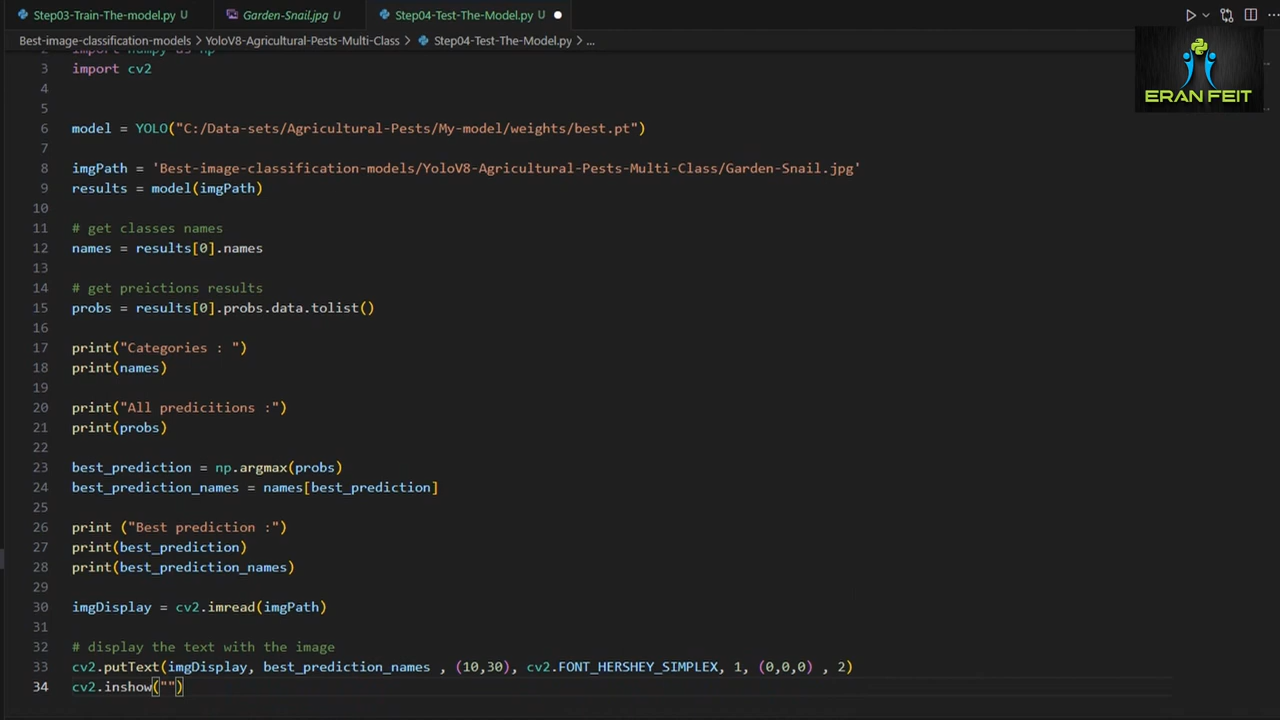 Step03-Train-The-model.py U Garden-Snail.jpg U Step04-Test-The-Model.py U
Best-image-classification-models > YoloV8-Agricultural-Pests-Multi-Class > Step04-Test-The-Model.py > ...
ERAN FEIT
2 import numpy as np
3 import cv2
4
5
6 model = YOLO("C:/Data-sets/Agricultural-Pests/My-model/weights/best.pt")
7
8 imgPath = 'Best-image-classification-models/YoloV8-Agricultural-Pests-Multi-Class/Garden-Snail.jpg'
9 results = model(imgPath)
10
11 # get classes names
12 names = results[0].names
13
14 # get preictions results
15 probs = results[0].probs.data.tolist()
16
17 print("Categories : ")
18 print(names)
19
20 print("All predicitions :")
21 print(probs)
22
23 best_prediction = np.argmax(probs)
24 best_prediction_names = names[best_prediction]
25
26 print ("Best prediction :")
27 print(best_prediction)
28 print(best_prediction_names)
29
30 imgDisplay = cv2.imread(imgPath)
31
32 # display the text with the image
33 cv2.putText(imgDisplay, best_prediction_names , (10,30), cv2.FONT_HERSHEY_SIMPLEX, 1, (0,0,0) , 2)
34 cv2.inshow("")